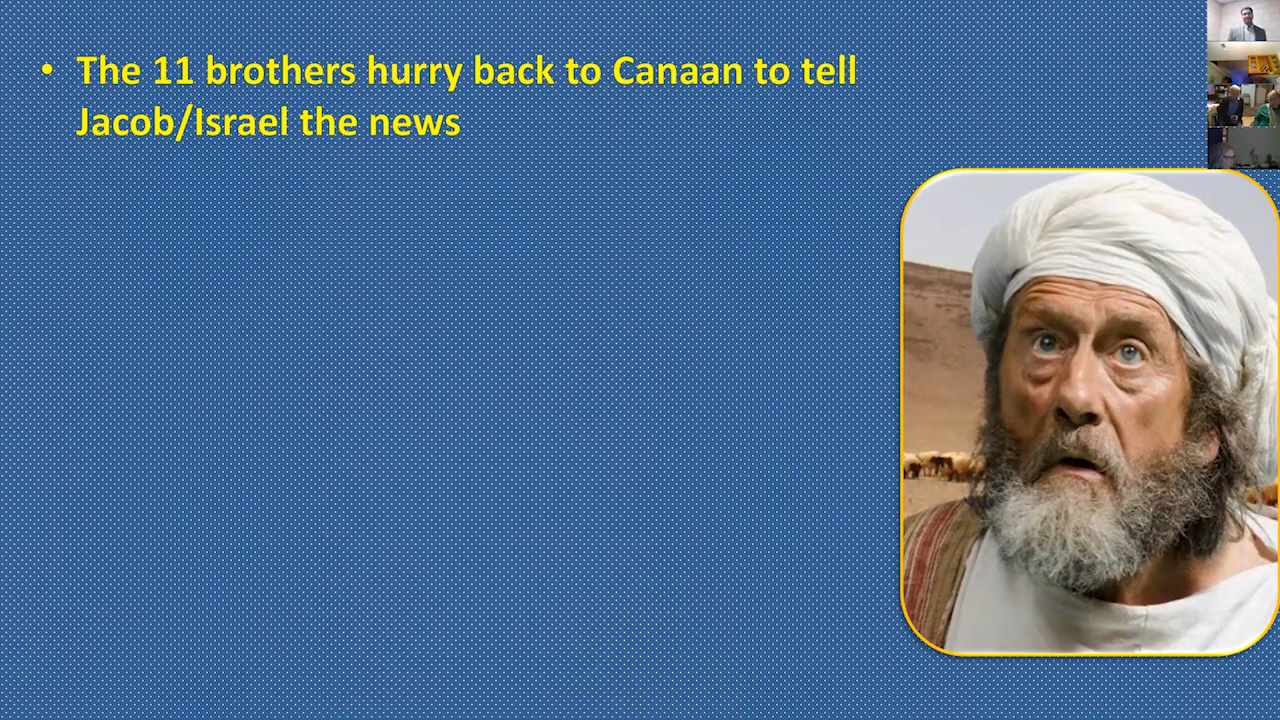 • The 11 brothers hurry back to Canaan to tell
Jacob/Israel the news